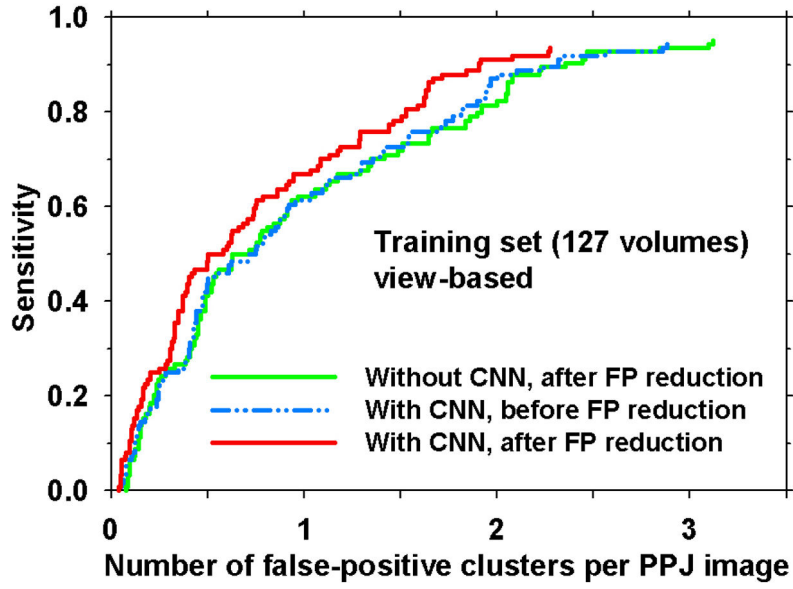 1.0
0.8
0.6
0.4
0.2
0.0
Sensitivity
Training set (127 volumes)
view-based
Without CNN, after FP reduction
With CNN, before FP reduction
With CNN, after FP reduction
0 1 2 3
Number of false-positive clusters per PPJ image